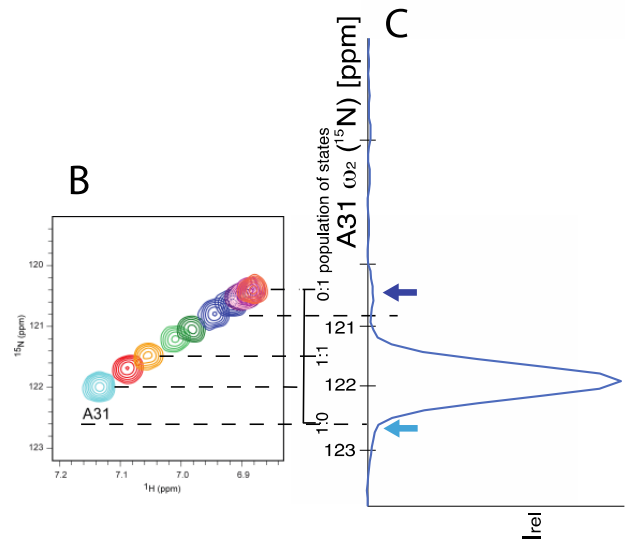 C
B
A31 ω2 (15N) [ppm]
0:1 population of states
1:1
1:0
120
121
122
123
15N (ppm)
A31
7.2
7.1
7.0
6.9
1H (ppm)
121
122
123
Irel